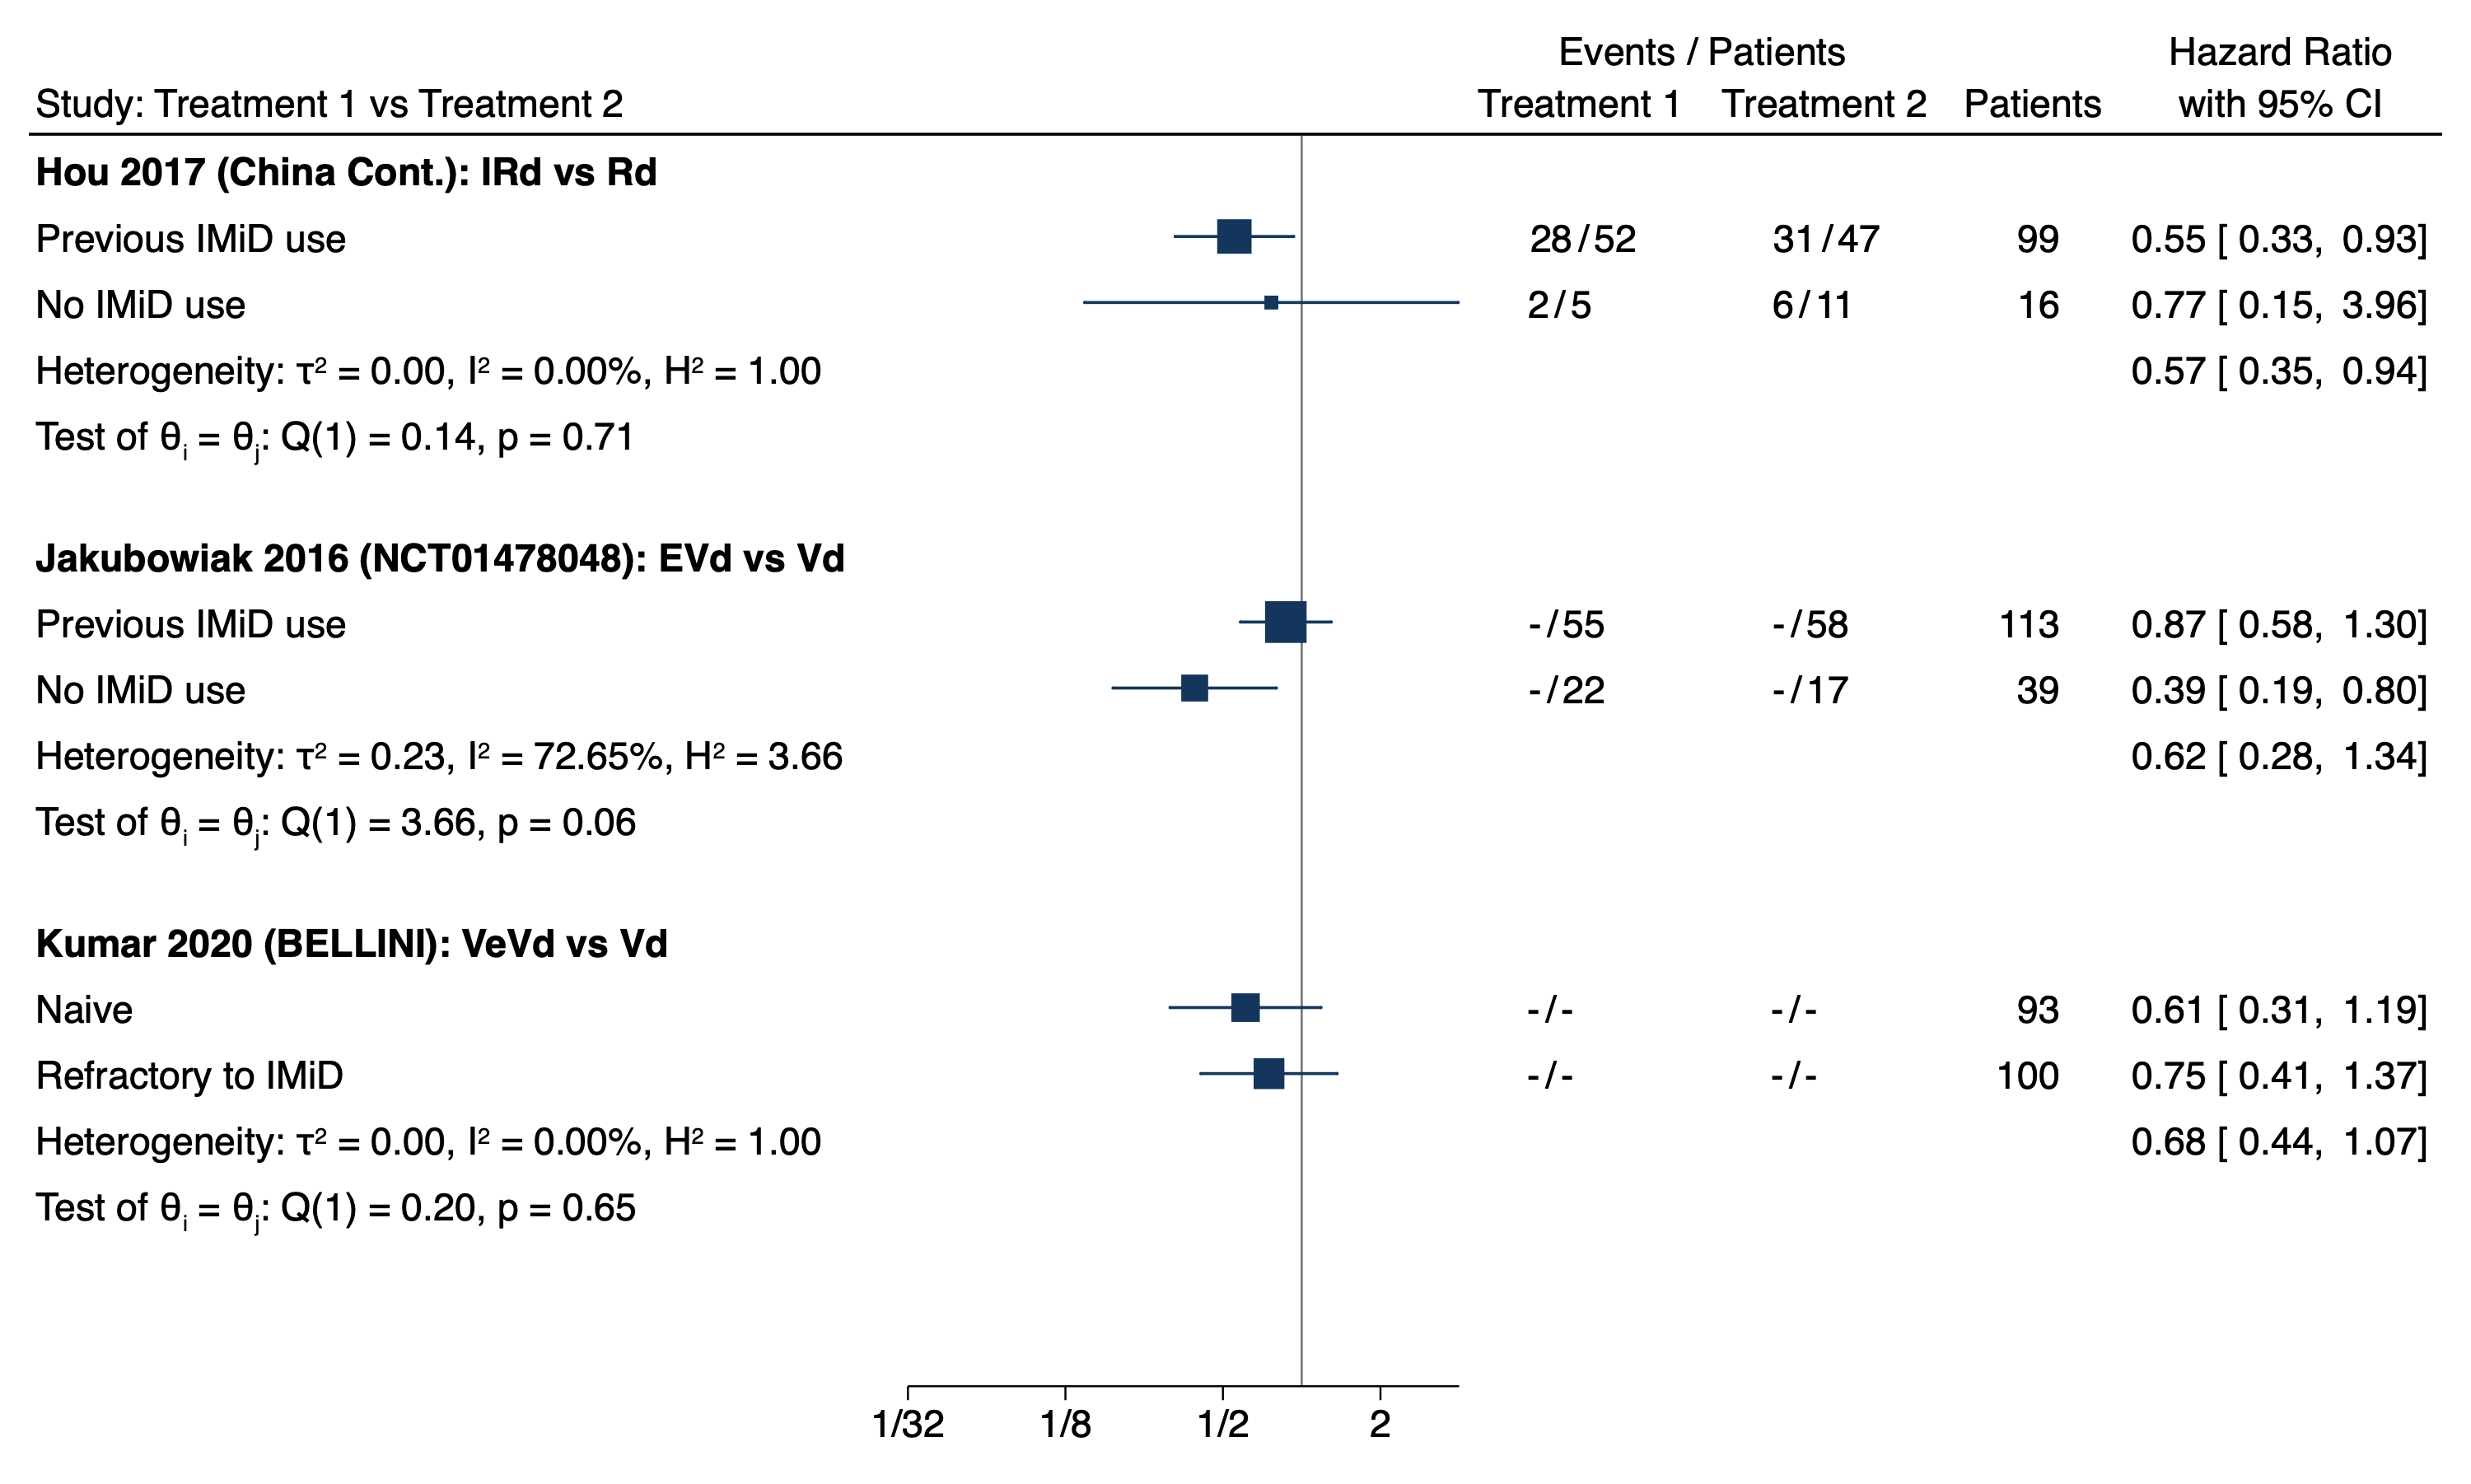 Events / Patients Hazard Ratio
Study: Treatment 1 vs Treatment 2 Treatment 1 Treatment 2 Patients with 95% CI
Hou 2017 (China Cont.): IRd vs Rd
Previous IMiD use 28/52 31/47 99 0.55 [ 0.33, 0.93]
No IMiD use 2/5 6/11 16 0.77 [ 0.15, 3.96]
Heterogeneity: τ² = 0.00, I² = 0.00%, H² = 1.00 0.57 [ 0.35, 0.94]
Test of θi = θj: Q(1) = 0.14, p = 0.71
Jakubowiak 2016 (NCT01478048): EVd vs Vd
Previous IMiD use -/55 -/58 113 0.87 [ 0.58, 1.30]
No IMiD use -/22 -/17 39 0.39 [ 0.19, 0.80]
Heterogeneity: τ² = 0.23, I² = 72.65%, H² = 3.66 0.62 [ 0.28, 1.34]
Test of θi = θj: Q(1) = 3.66, p = 0.06
Kumar 2020 (BELLINI): VeVd vs Vd
Naive -/- -/- 93 0.61 [ 0.31, 1.19]
Refractory to IMiD -/- -/- 100 0.75 [ 0.41, 1.37]
Heterogeneity: τ² = 0.00, I² = 0.00%, H² = 1.00 0.68 [ 0.44, 1.07]
Test of θi = θj: Q(1) = 0.20, p = 0.65
1/32 1/8 1/2 2